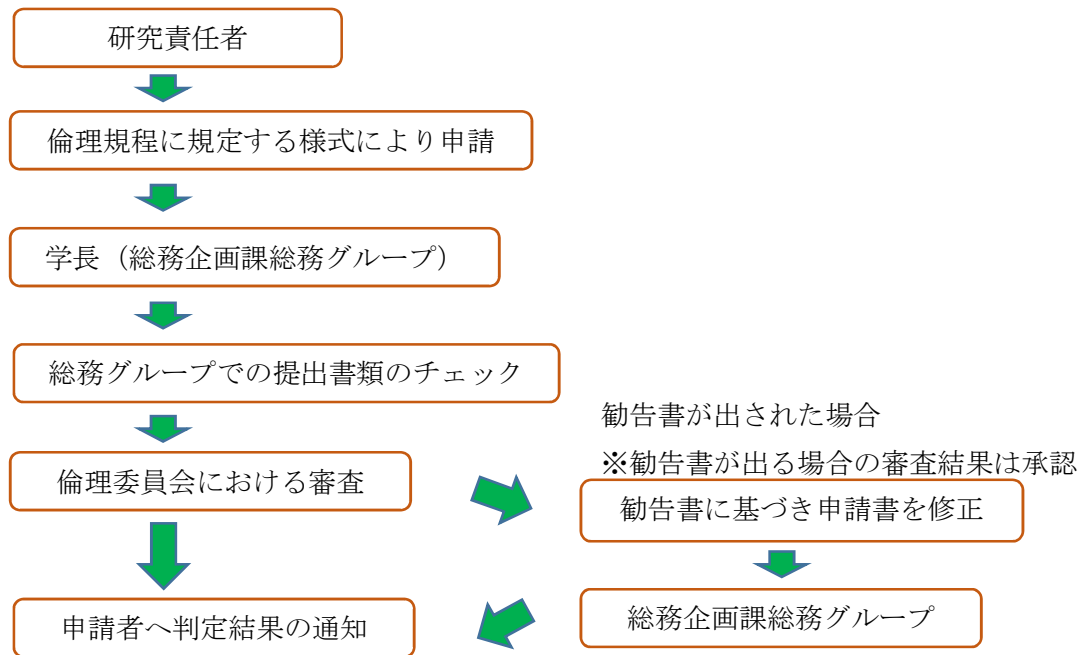 研究責任者
倫理規程に規定する様式により申請
学長（総務企画課総務グループ）
総務グループでの提出書類のチェック
倫理委員会における審査
勧告書が出された場合
※勧告書が出る場合の審査結果は承認
勧告書に基づき申請書を修正
総務企画課総務グループ
申請者へ判定結果の通知